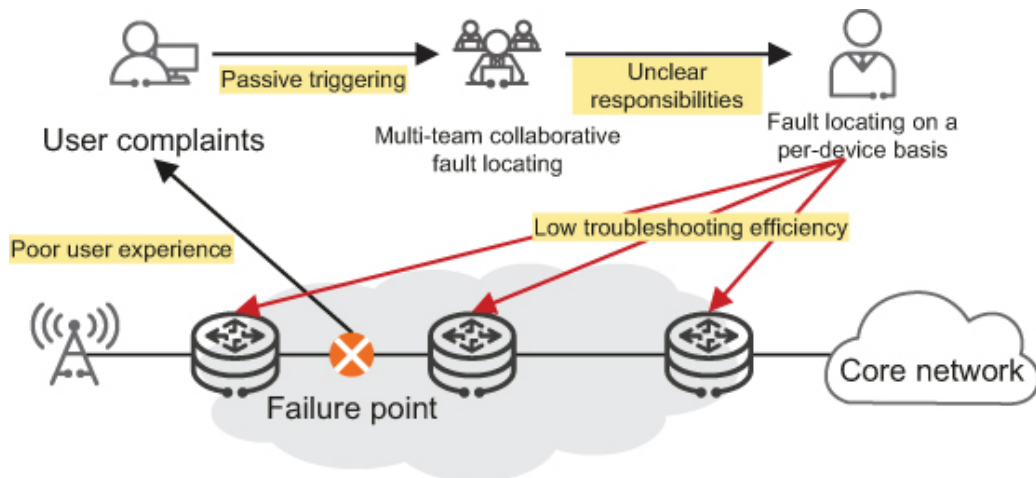 Passive triggering
Unclear
responsibilities
User complaints
Multi-team collaborative
fault locating
Fault locating on a
per-device basis
Poor user experience
Low troubleshooting efficiency
Failure point
Core network